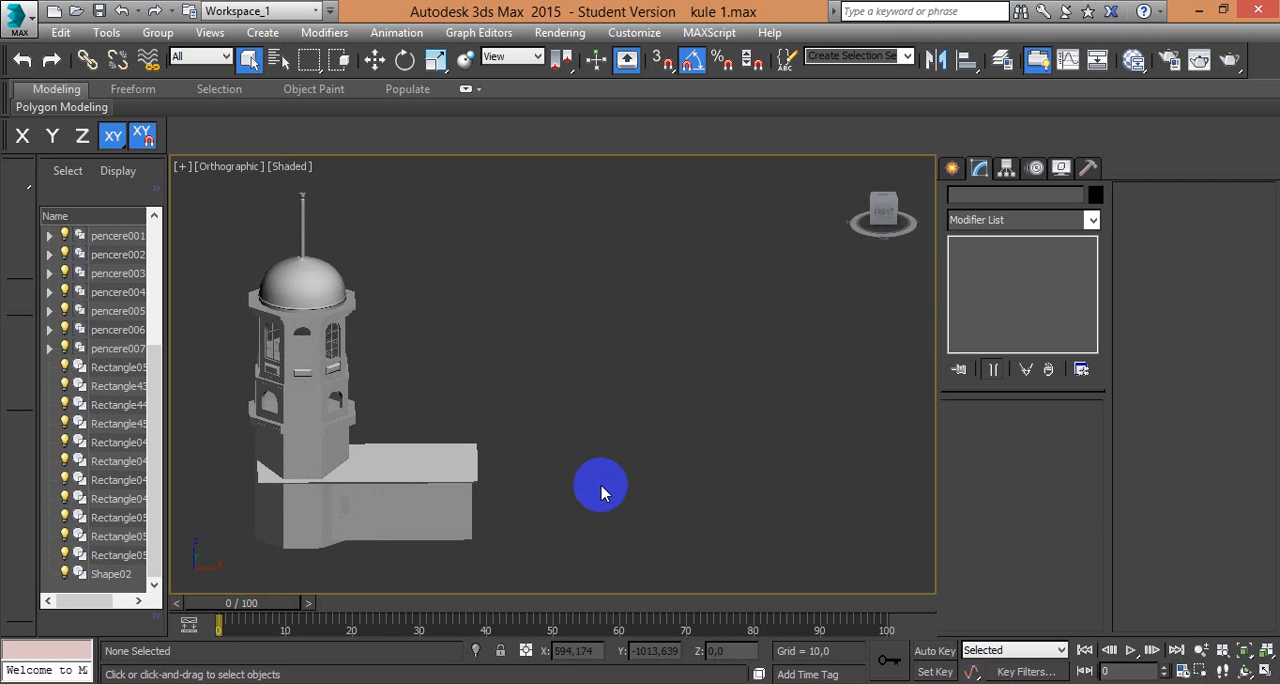 Workspace_1
Autodesk 3ds Max 2015 - Student Version kule 1.max
Type a keyword or phrase
MAX
Edit Tools Group Views Create Modifiers Animation Graph Editors Rendering Customize MAXScript Help
All View Create Selection Se
Modeling Freeform Selection Object Paint Populate
Polygon Modeling
X Y Z XY XY
Select Display
[+] [Orthographic] [Shaded]
FRONT
Name
Modifier List
pencere001
pencere002
pencere003
pencere004
pencere005
pencere006
pencere007
Rectangle05
Rectangle43
Rectangle44
Rectangle45
Rectangle04
Rectangle04
Rectangle04
Rectangle04
Rectangle05
Rectangle05
Rectangle05
Shape02
z
x
0 / 100
0 10 20 30 40 50 60 70 80 90 100
None Selected X: 594,174 Y: -1013,639 Z: 0,0 Grid = 10,0 Auto Key Selected
Welcome to M Click or click-and-drag to select objects Add Time Tag Set Key Key Filters... 0